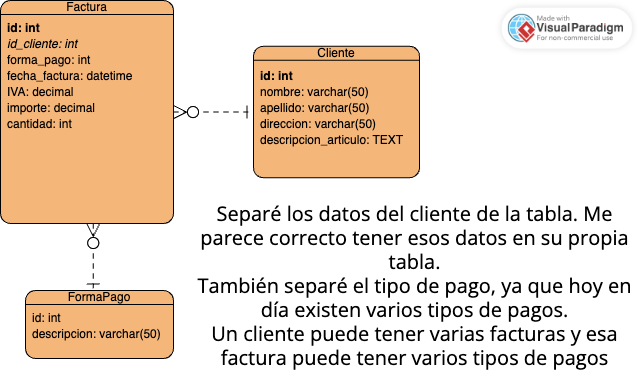 Factura
id: int
id_cliente: int
forma_pago: int
fecha_factura: datetime
IVA: decimal
importe: decimal
cantidad: int
Made with
VisualParadigm
For non-commercial use
Cliente
id: int
nombre: varchar(50)
apellido: varchar(50)
direccion: varchar(50)
descripcion_articulo: TEXT
FormaPago
id: int
descripcion: varchar(50)
Separé los datos del cliente de la tabla. Me
parece correcto tener esos datos en su propia
tabla.
También separé el tipo de pago, ya que hoy en
día existen varios tipos de pagos.
Un cliente puede tener varias facturas y esa
factura puede tener varios tipos de pagos